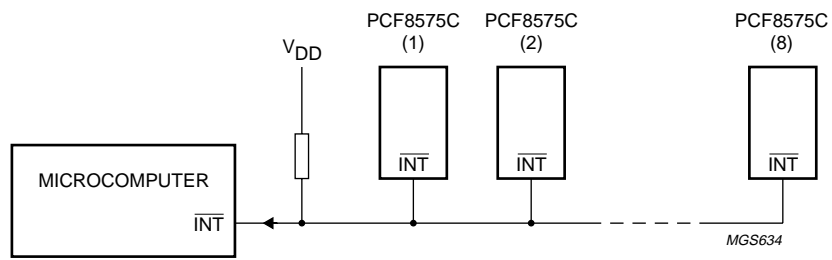 PCF8575C PCF8575C PCF8575C
(1) (2) (8)
VDD
INT INT INT
MICROCOMPUTER
INT
MGS634